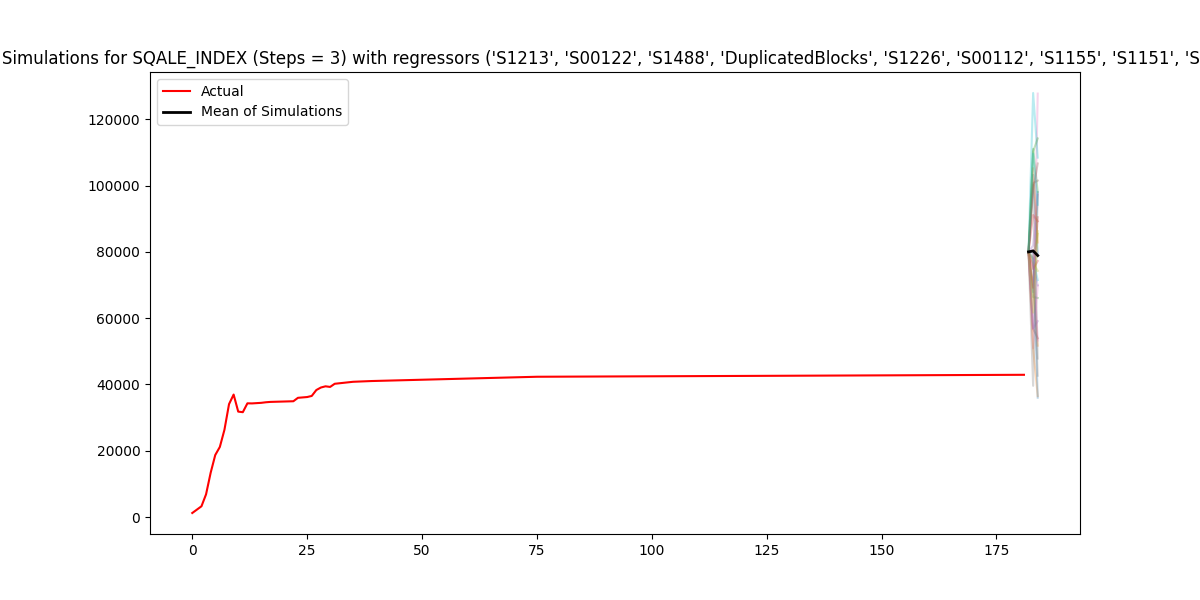 Simulations for SQALE_INDEX (Steps = 3) with regressors ('S1213', 'S00122', 'S1488', 'DuplicatedBlocks', 'S1226', 'S00112', 'S1155', 'S1151', 'S
Actual
Mean of Simulations
120000
100000
80000
60000
40000
20000
0
0 25 50 75 100 125 150 175